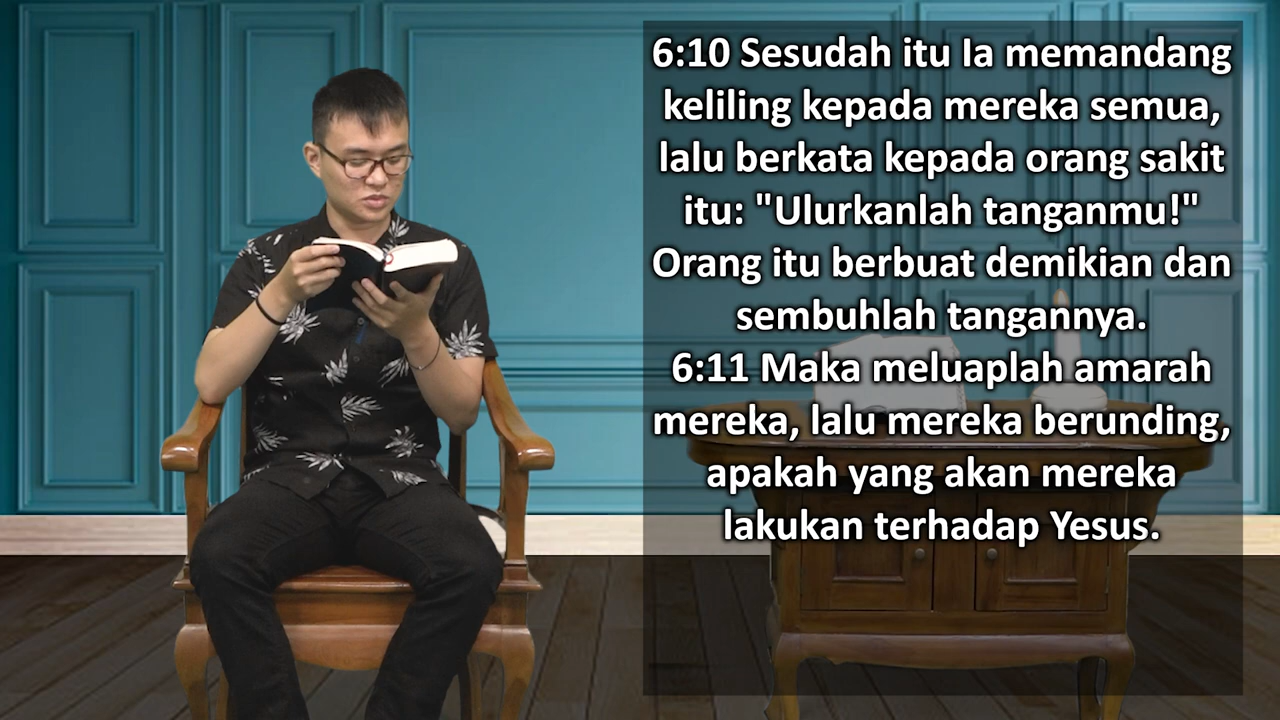 6:10 Sesudah itu Ia memandang
keliling kepada mereka semua,
lalu berkata kepada orang sakit
itu: "Ulurkanlah tanganmu!"
Orang itu berbuat demikian dan
sembuhlah tangannya.
6:11 Maka meluaplah amarah
mereka, lalu mereka berunding,
apakah yang akan mereka
lakukan terhadap Yesus.